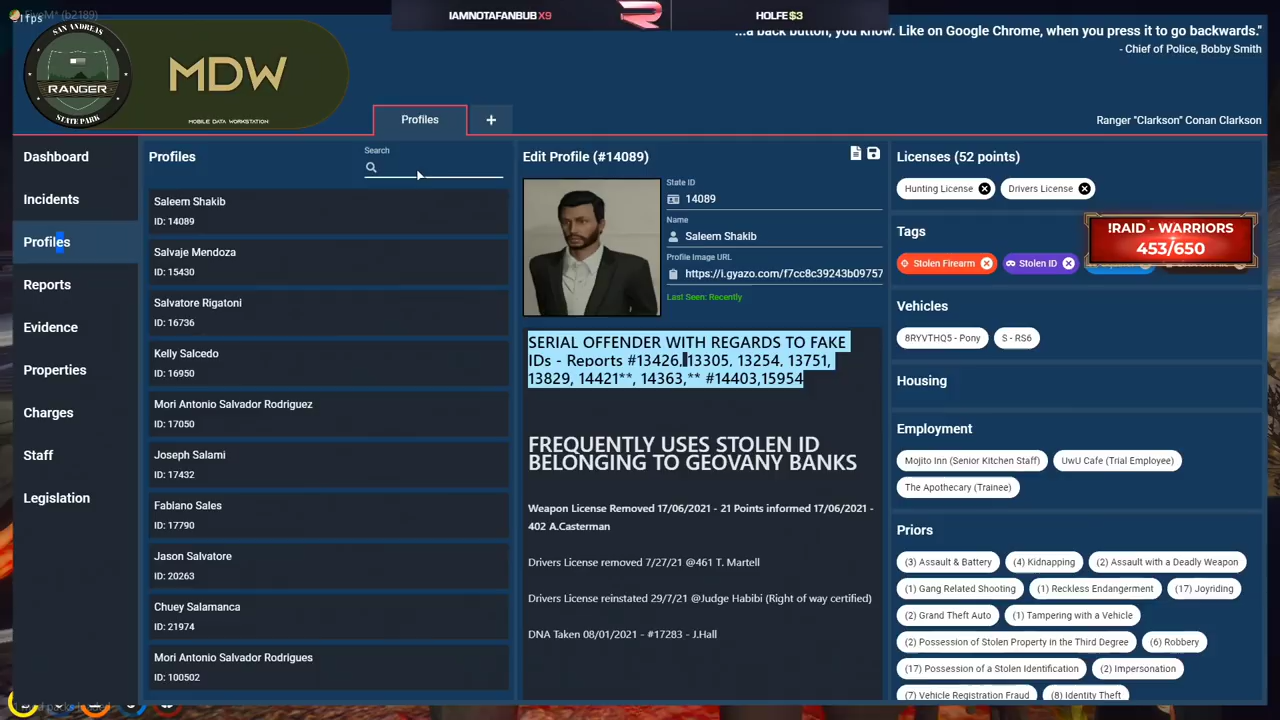 FiveM* (b2189)
IAMNOTAFANBUB X9
HOLFE $3
SAN ANDREAS
RANGER
STATE PARK
MDW
MOBILE DATA WORKSTATION
...a back button, you know. Like on Google Chrome, when you press it to go backwards."
- Chief of Police, Bobby Smith
Profiles
+
Ranger "Clarkson" Conan Clarkson
Dashboard
Incidents
Profiles
Reports
Evidence
Properties
Charges
Staff
Legislation
Profiles
Search
Saleem Shakib
ID: 14089
Salvaje Mendoza
ID: 15430
Salvatore Rigatoni
ID: 16736
Kelly Salcedo
ID: 16950
Mori Antonio Salvador Rodriguez
ID: 17050
Joseph Salami
ID: 17432
Fabiano Sales
ID: 17790
Jason Salvatore
ID: 20263
Chuey Salamanca
ID: 21974
Mori Antonio Salvador Rodrigues
ID: 100502
Edit Profile (#14089)
State ID
14089
Name
Saleem Shakib
Profile Image URL
https://i.gyazo.com/f7cc8c39243b09757
Last Seen: Recently
SERIAL OFFENDER WITH REGARDS TO FAKE
IDs - Reports #13426, 13305, 13254, 13751,
13829, 14421**, 14363,** #14403,15954
FREQUENTLY USES STOLEN ID
BELONGING TO GEOVANY BANKS
Weapon License Removed 17/06/2021 - 21 Points informed 17/06/2021 -
402 A.Casterman
Drivers License removed 7/27/21 @461 T. Martell
Drivers License reinstated 29/7/21 @Judge Habibi (Right of way certified)
DNA Taken 08/01/2021 - #17283 - J.Hall
Licenses (52 points)
Hunting License
Drivers License
Tags
!RAID - WARRIORS
453/650
Stolen Firearm
Stolen ID
Vehicles
8RYVTHQ5 - Pony
S - RS6
Housing
Employment
Mojito Inn (Senior Kitchen Staff)
UwU Cafe (Trial Employee)
The Apothecary (Trainee)
Priors
(3) Assault & Battery
(4) Kidnapping
(2) Assault with a Deadly Weapon
(1) Gang Related Shooting
(1) Reckless Endangerment
(17) Joyriding
(2) Grand Theft Auto
(1) Tampering with a Vehicle
(2) Possession of Stolen Property in the Third Degree
(6) Robbery
(17) Possession of a Stolen Identification
(2) Impersonation
(7) Vehicle Registration Fraud
(8) Identity Theft